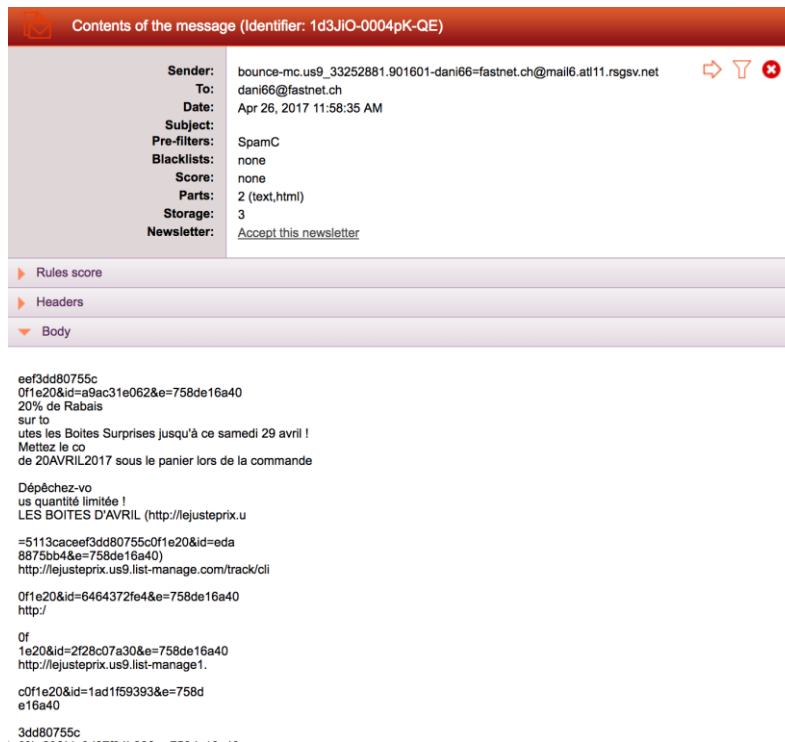 Contents of the message (Identifier: 1d3JiO-0004pK-QE)
Sender: bounce-mc.us9_33252881.901601-dani66=fastnet.ch@mail6.atl11.rsgsv.net
To: dani66@fastnet.ch
Date: Apr 26, 2017 11:58:35 AM
Subject:
Pre-filters: SpamC
Blacklists: none
Score: none
Parts: 2 (text,html)
Storage: 3
Newsletter: Accept this newsletter
Rules score
Headers
Body
eef3dd80755c
0f1e20&id=a9ac31e062&e=758de16a40
20% de Rabais
sur to
utes les Boites Surprises jusqu'à ce samedi 29 avril !
Mettez le co
de 20AVRIL2017 sous le panier lors de la commande
Dépêchez-vo
us quantité limitée !
LES BOITES D'AVRIL (http://lejusteprix.u
=5113caceef3dd80755c0f1e20&id=eda
8875bb4&e=758de16a40)
http://lejusteprix.us9.list-manage.com/track/cli
0f1e20&id=6464372fe4&e=758de16a40
http:/
0f
1e20&id=2f28c07a30&e=758de16a40
http://lejusteprix.us9.list-manage1.
c0f1e20&id=1ad1f59393&e=758d
e16a40
3dd80755c